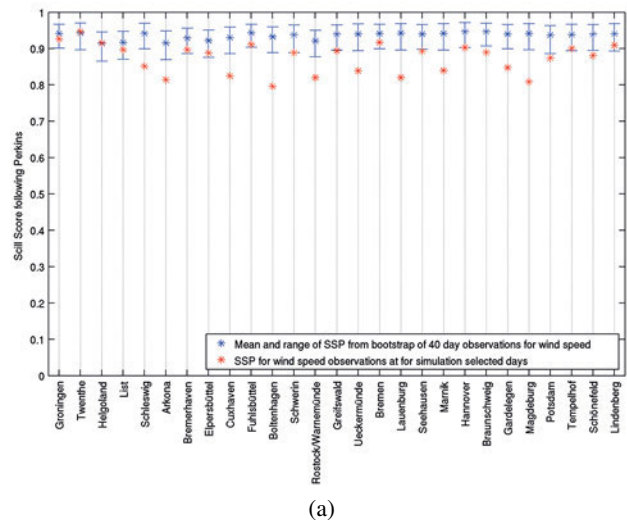 Scill Score following Perkins
1
0.9
0.8
0.7
0.6
0.5
0.4
0.3
0.2
0.1
0
Mean and range of SSP from bootstrap of 40 day observations for wind speed
SSP for wind speed observations at for simulation selected days
Groningen
Twenthe
Helgoland
List
Schleswig
Arkona
Bremerhaven
Elpersbüttel
Cuxhaven
Fuhlsbüttel
Boltenhagen
Schwerin
Rostock/Warnemünde
Greifswald
Ueckermünde
Bremen
Lauenburg
Seehausen
Marnik
Hannover
Braunschweig
Gardelegen
Magdeburg
Potsdam
Tempelhof
Schönefeld
Lindenberg
(a)